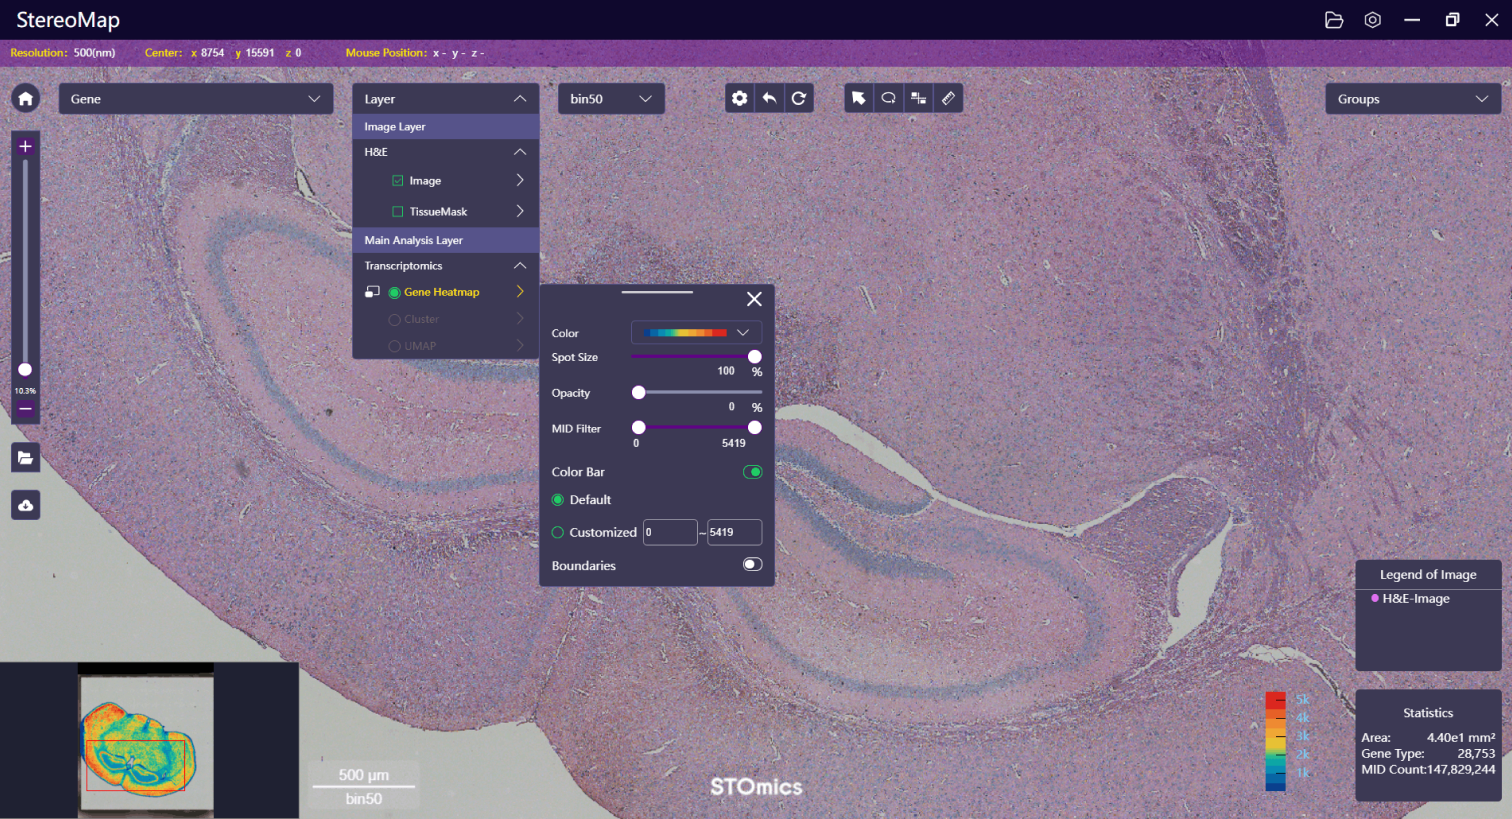 StereoMap
Resolution: 500(nm) Center: x 8754 y 15591 z 0 Mouse Position: x - y - z -
Gene
Layer
bin50
Groups
Image Layer
H&E
Image
TissueMask
Main Analysis Layer
Transcriptomics
Gene Heatmap
Cluster
UMAP
10.3%
Color
Spot Size
100 %
Opacity
0 %
MID Filter
0 5419
Color Bar
Default
Customized 0 ~ 5419
Boundaries
Legend of Image
H&E-Image
5k
4k
3k
2k
1k
Statistics
Area: 4.40e1 mm²
Gene Type: 28,753
MID Count:147,829,244
500 μm
bin50
STOmics